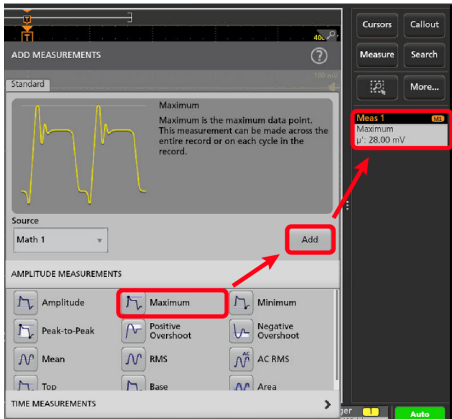 T
T
Cursors
Callout
ADD MEASUREMENTS
?
Measure
Search
Standard
More...
Maximum
Maximum is the maximum data point.
This measurement can be made across the
entire record or on each cycle in the
record.
Meas 1
M1
Maximum
µ': 28.00 mV
Source
Math 1
Add
AMPLITUDE MEASUREMENTS
Amplitude
Maximum
Minimum
Peak-to-Peak
Positive
Overshoot
Negative
Overshoot
Mean
RMS
AC
AC RMS
Top
Base
Area
TIME MEASUREMENTS
Auto